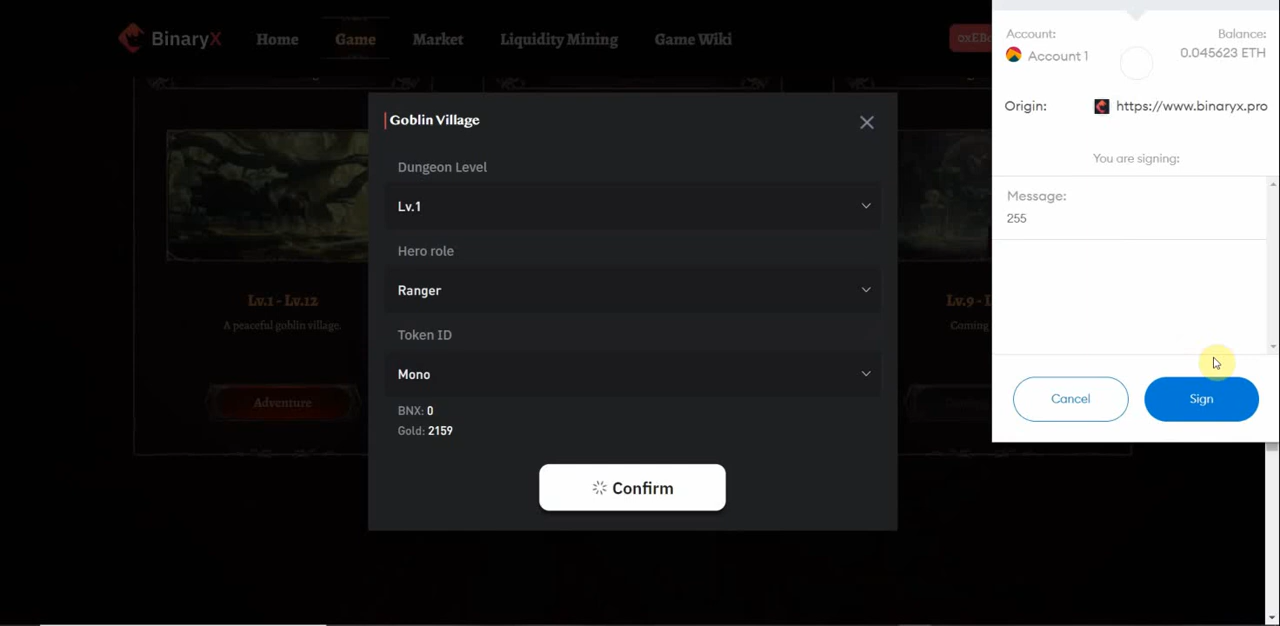 BinaryX Home Game Market Liquidity Mining Game Wiki
Goblin Village
Dungeon Level
Lv.1
Hero role
Ranger
Token ID
Mono
BNX: 0
Gold: 2159
Confirm
Lv.1 - Lv.12
A peaceful goblin village.
Adventure
Lv.9 - L
Coming
Account:
Account 1
Balance:
0.045623 ETH
Origin:
https://www.binaryx.pro
You are signing:
Message:
255
Cancel
Sign